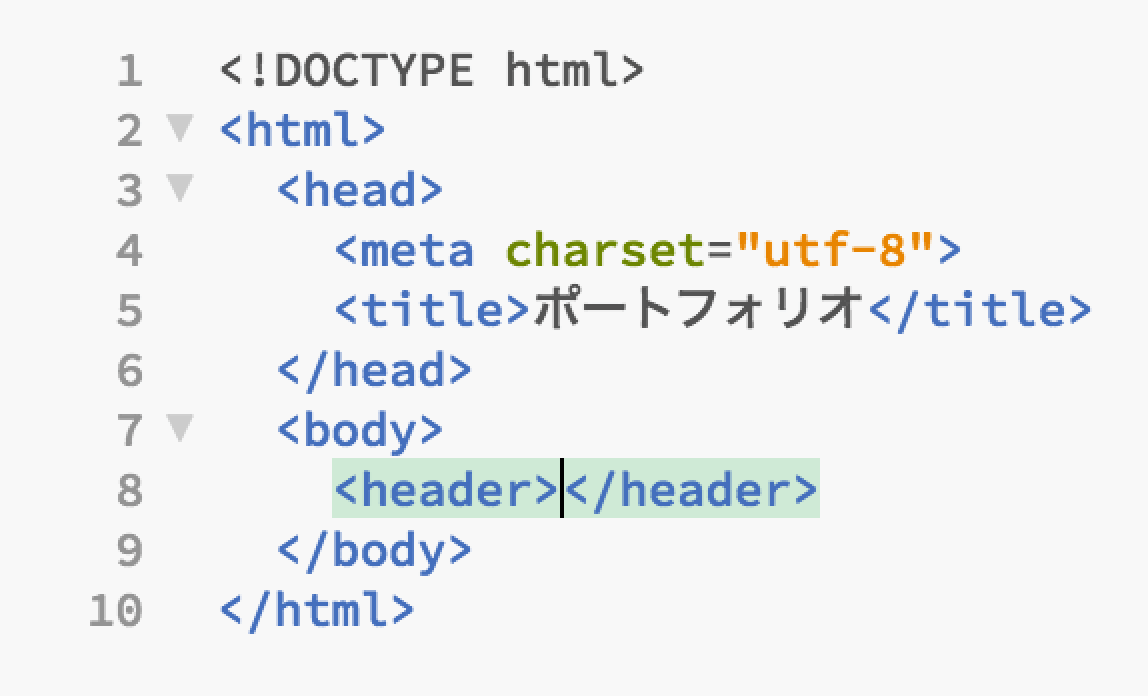 1 <!DOCTYPE html>
2 ▼ <html>
3 ▼ <head>
4 <meta charset="utf-8">
5 <title>ポートフォリオ</title>
6 </head>
7 ▼ <body>
8 <header></header>
9 </body>
10 </html>